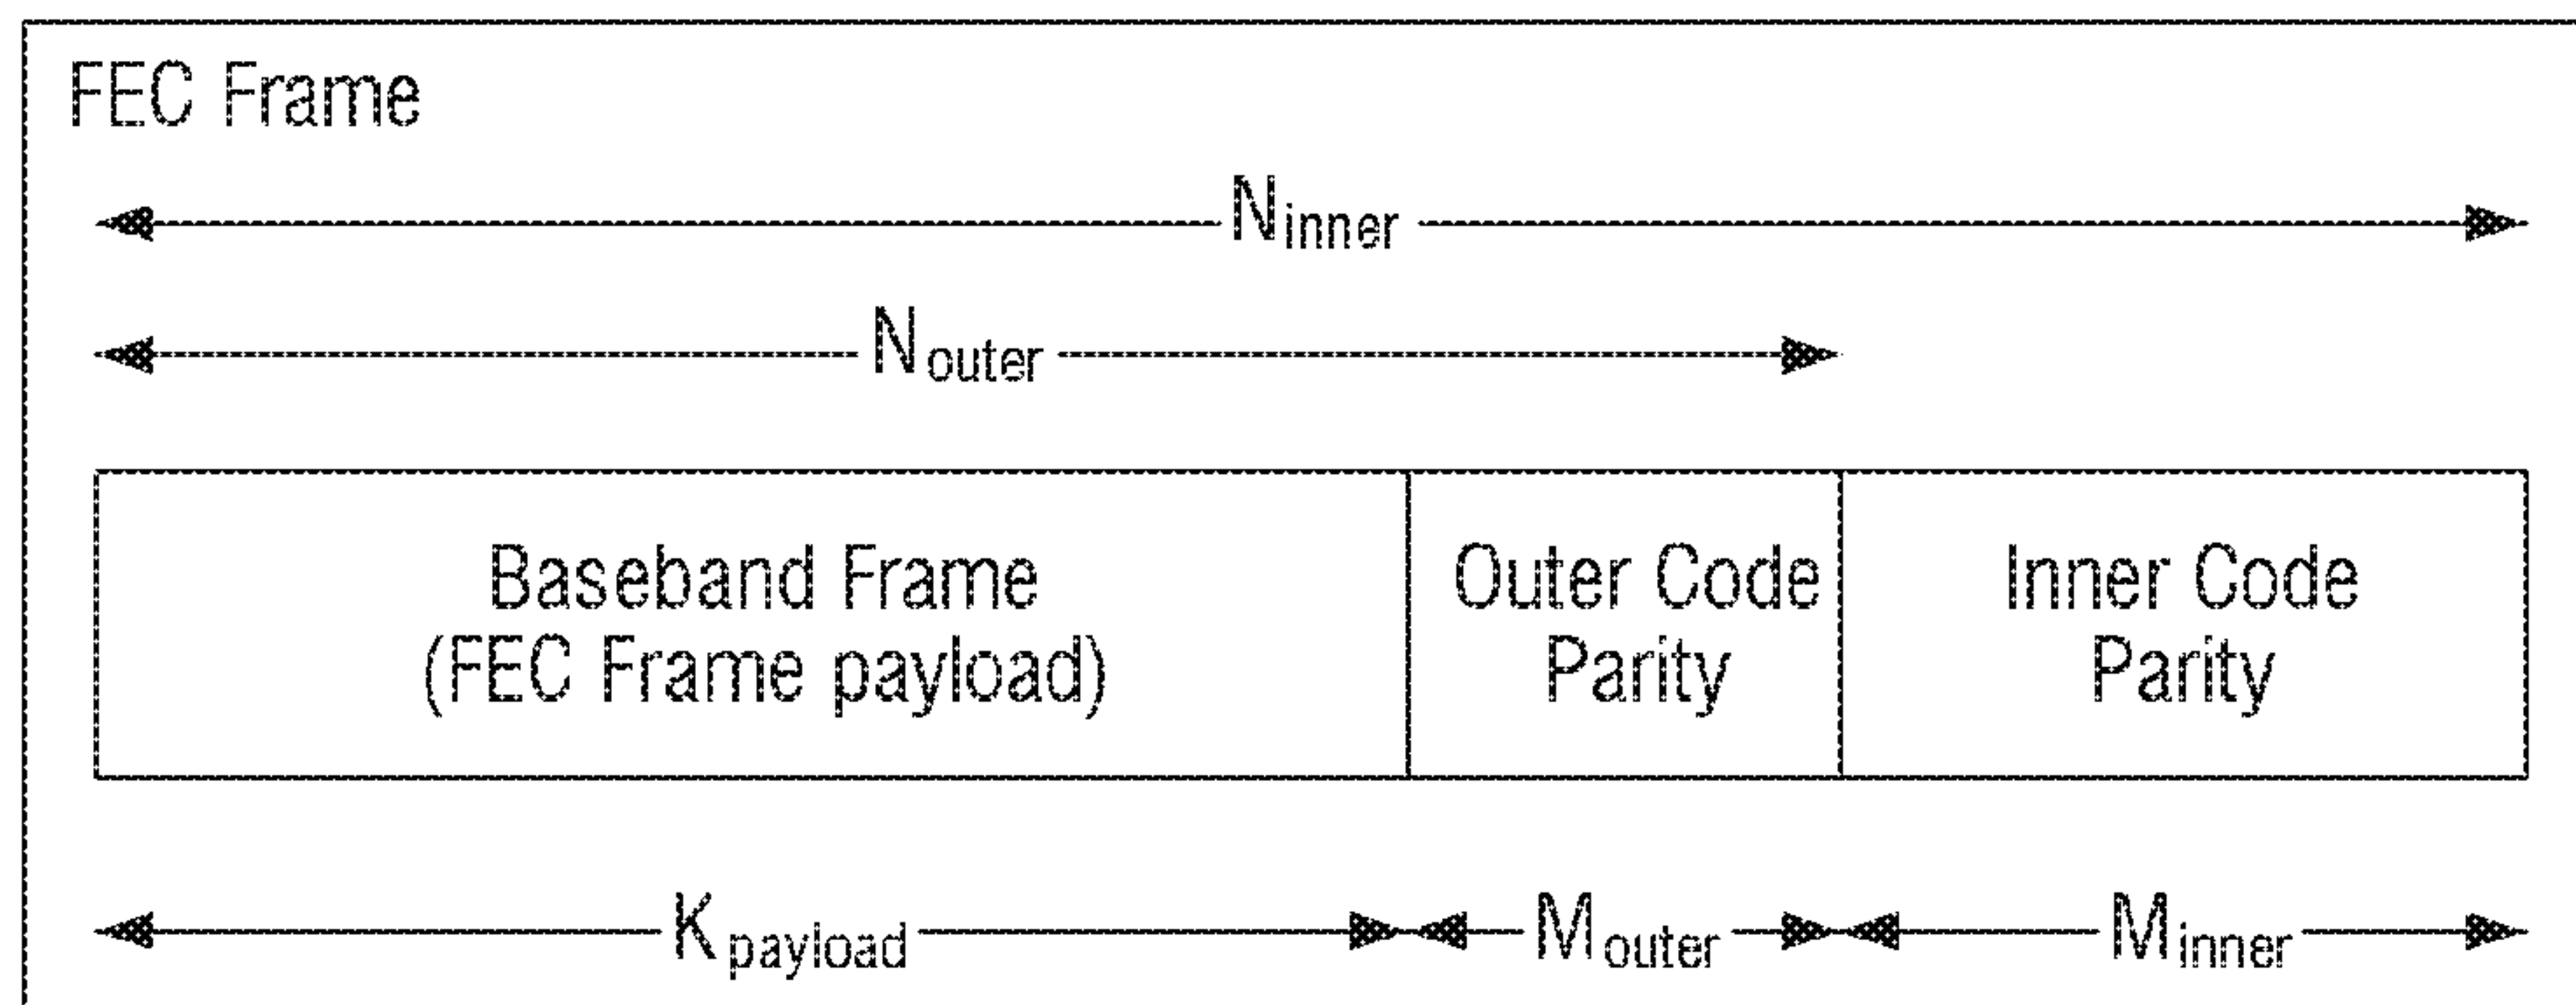 FEC Frame
Ninner
Nouter
Baseband Frame
(FEC Frame payload)
Outer Code
Parity
Inner Code
Parity
Kpayload
Mouter
Minner